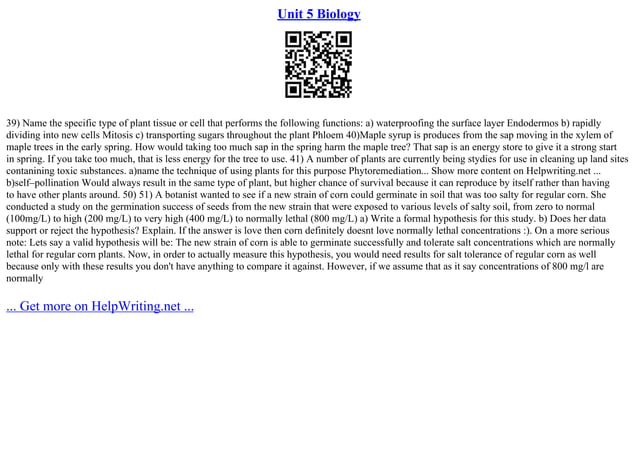 Unit 5 Biology
39) Name the specific type of plant tissue or cell that performs the following functions: a) waterproofing the surface layer Endodermos b) rapidly
dividing into new cells Mitosis c) transporting sugars throughout the plant Phloem 40)Maple syrup is produces from the sap moving in the xylem of
maple trees in the early spring. How would taking too much sap in the spring harm the maple tree? That sap is an energy store to give it a strong start
in spring. If you take too much, that is less energy for the tree to use. 41) A number of plants are currently being stydies for use in cleaning up land sites
contanining toxic substances. a)name the technique of using plants for this purpose Phytoremediation... Show more content on Helpwriting.net ...
b)self–pollination Would always result in the same type of plant, but higher chance of survival because it can reproduce by itself rather than having
to have other plants around. 50) 51) A botanist wanted to see if a new strain of corn could germinate in soil that was too salty for regular corn. She
conducted a study on the germination success of seeds from the new strain that were exposed to various levels of salty soil, from zero to normal
(100mg/L) to high (200 mg/L) to very high (400 mg/L) to normally lethal (800 mg/L) a) Write a formal hypothesis for this study. b) Does her data
support or reject the hypothesis? Explain. If the answer is love then corn definitely doesnt love normally lethal concentrations :). On a more serious
note: Lets say a valid hypothesis will be: The new strain of corn is able to germinate successfully and tolerate salt concentrations which are normally
lethal for regular corn plants. Now, in order to actually measure this hypothesis, you would need results for salt tolerance of regular corn as well
because only with these results you don't have anything to compare it against. However, if we assume that as it say concentrations of 800 mg/l are
normally
... Get more on HelpWriting.net ...